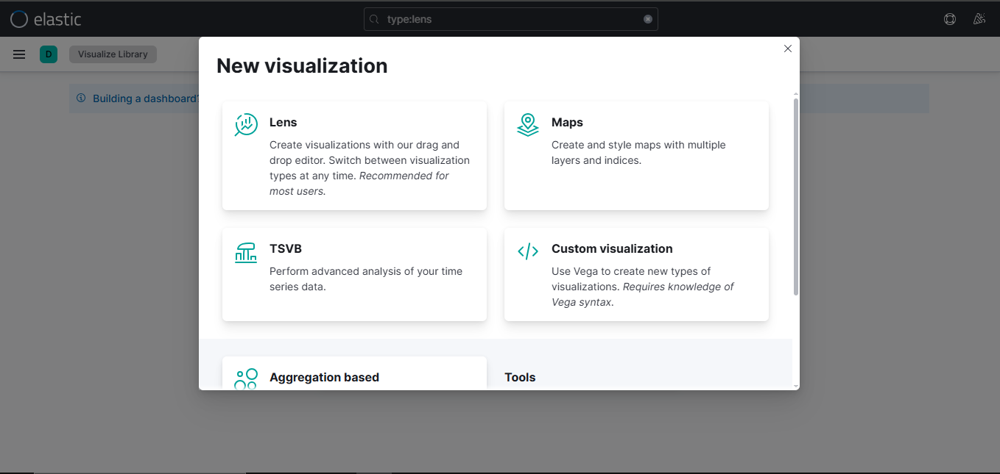 elastic
type:lens
D
Visualize Library
Building a dashboard?
New visualization
Lens
Create visualizations with our drag and
drop editor. Switch between visualization
types at any time. Recommended for
most users.
Maps
Create and style maps with multiple
layers and indices.
TSVB
Perform advanced analysis of your time
series data.
Custom visualization
Use Vega to create new types of
visualizations. Requires knowledge of
Vega syntax.
Aggregation based
Tools